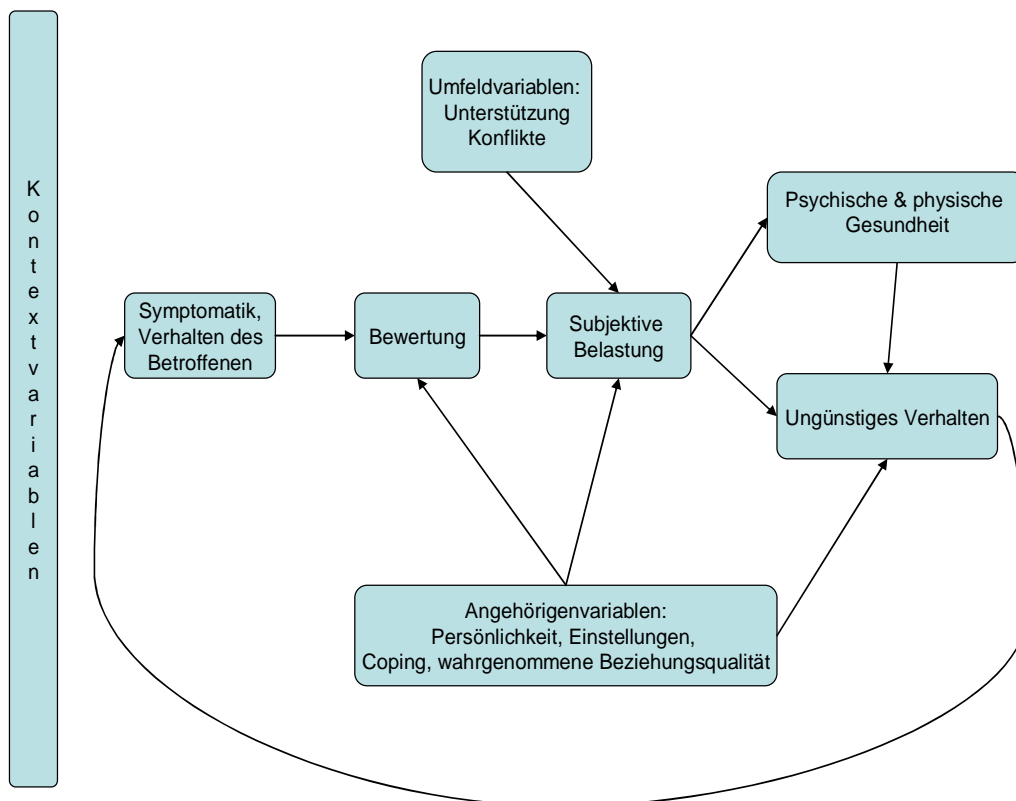 Kontextvariablen
Umfeldvariablen:
Unterstützung
Konflikte
Psychische & physische
Gesundheit
Symptomatik,
Verhalten des
Betroffenen
Bewertung
Subjektive
Belastung
Ungünstiges Verhalten
Angehörigenvariablen:
Persönlichkeit, Einstellungen,
Coping, wahrgenommene Beziehungsqualität